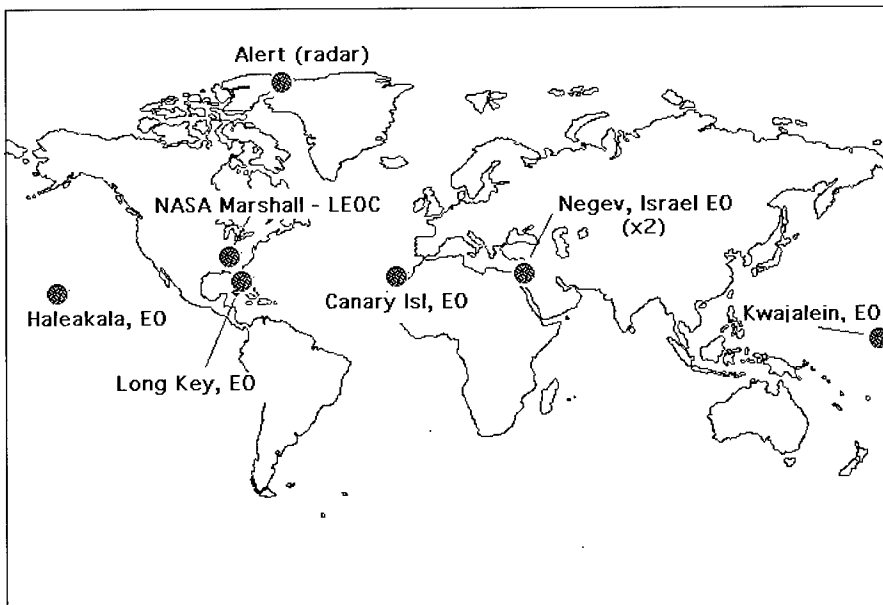 Alert (radar)
NASA Marshall - LEOC
Negev, Israel EO
(x2)
Haleakala, EO
Canary Isl, EO
Kwajalein, EO
Long Key, EO